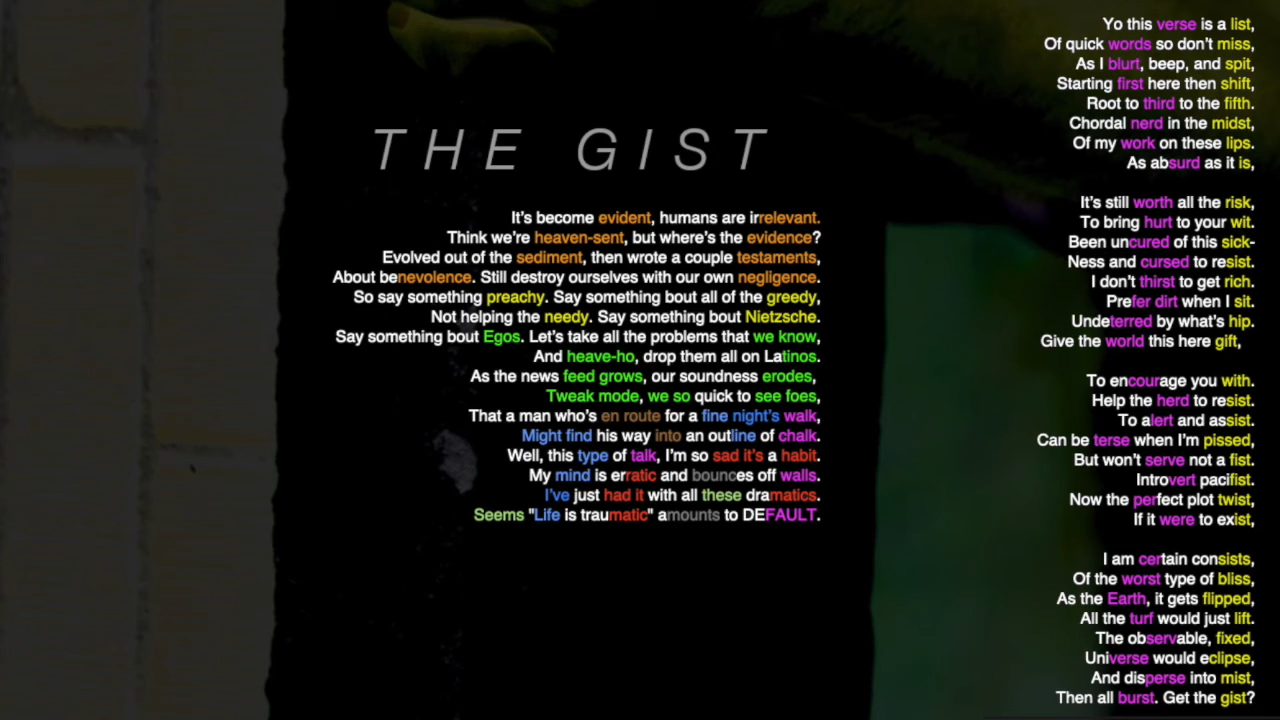 THE GIST
It's become evident, humans are irrelevant.
Think we're heaven-sent, but where's the evidence?
Evolved out of the sediment, then wrote a couple testaments,
About benevolence. Still destroy ourselves with our own negligence.
So say something preachy. Say something bout all of the greedy,
Not helping the needy. Say something bout Nietzsche.
Say something bout Egos. Let's take all the problems that we know,
And heave-ho, drop them all on Latinos.
As the news feed grows, our soundness erodes,
Tweak mode, we so quick to see foes,
That a man who's en route for a fine night's walk,
Might find his way into an outline of chalk.
Well, this type of talk, I'm so sad it's a habit.
My mind is erratic and bounces off walls.
I've just had it with all these dramatics.
Seems "Life is traumatic" amounts to DEFAULT.
Yo this verse is a list,
Of quick words so don't miss,
As I blurt, beep, and spit,
Starting first here then shift,
Root to third to the fifth.
Chordal nerd in the midst,
Of my work on these lips.
As absurd as it is,
It's still worth all the risk,
To bring hurt to your wit.
Been uncured of this sick-
Ness and cursed to resist.
I don't thirst to get rich.
Prefer dirt when I sit.
Undeterred by what's hip.
Give the world this here gift,
To encourage you with.
Help the herd to resist.
To alert and assist.
Can be terse when I'm pissed,
But won't serve not a fist.
Introvert pacifist.
Now the perfect plot twist,
If it were to exist,
I am certain consists,
Of the worst type of bliss,
As the Earth, it gets flipped,
All the turf would just lift.
The observable, fixed,
Universe would eclipse,
And disperse into mist,
Then all burst. Get the gist?